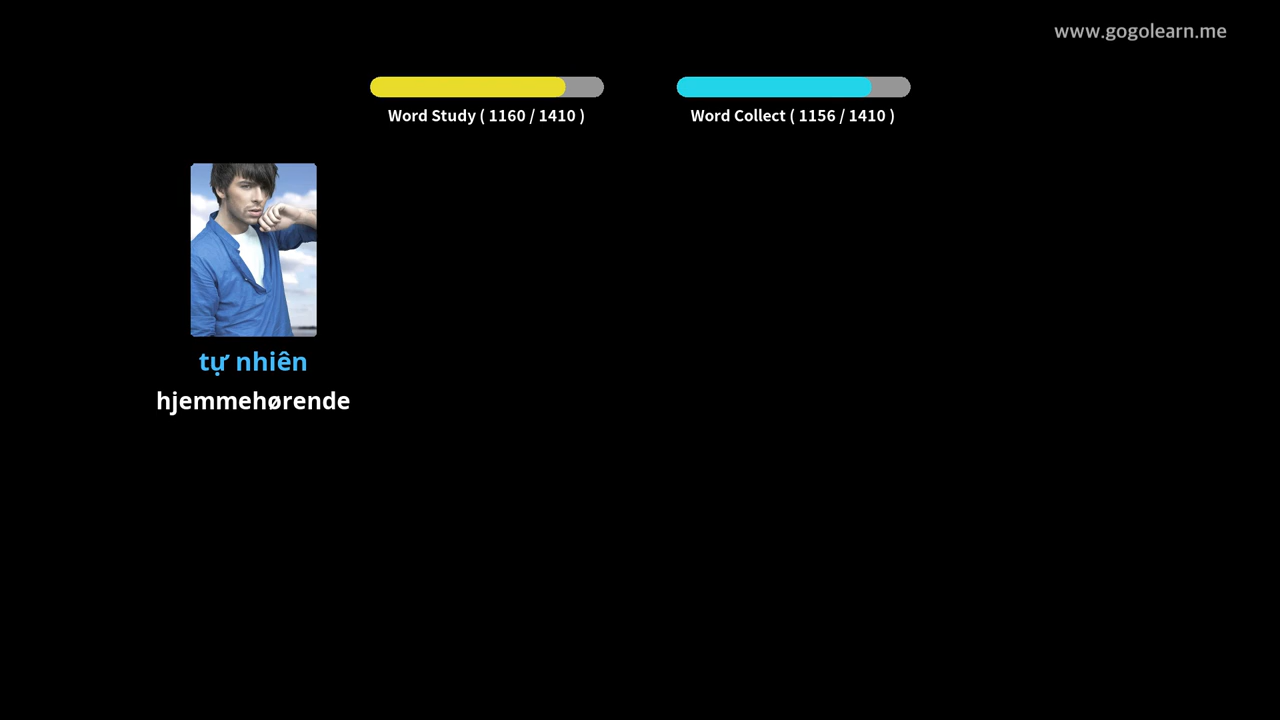 www.gogolearn.me
Word Study ( 1160 / 1410 )
Word Collect ( 1156 / 1410 )
tự nhiên
hjemmehørende